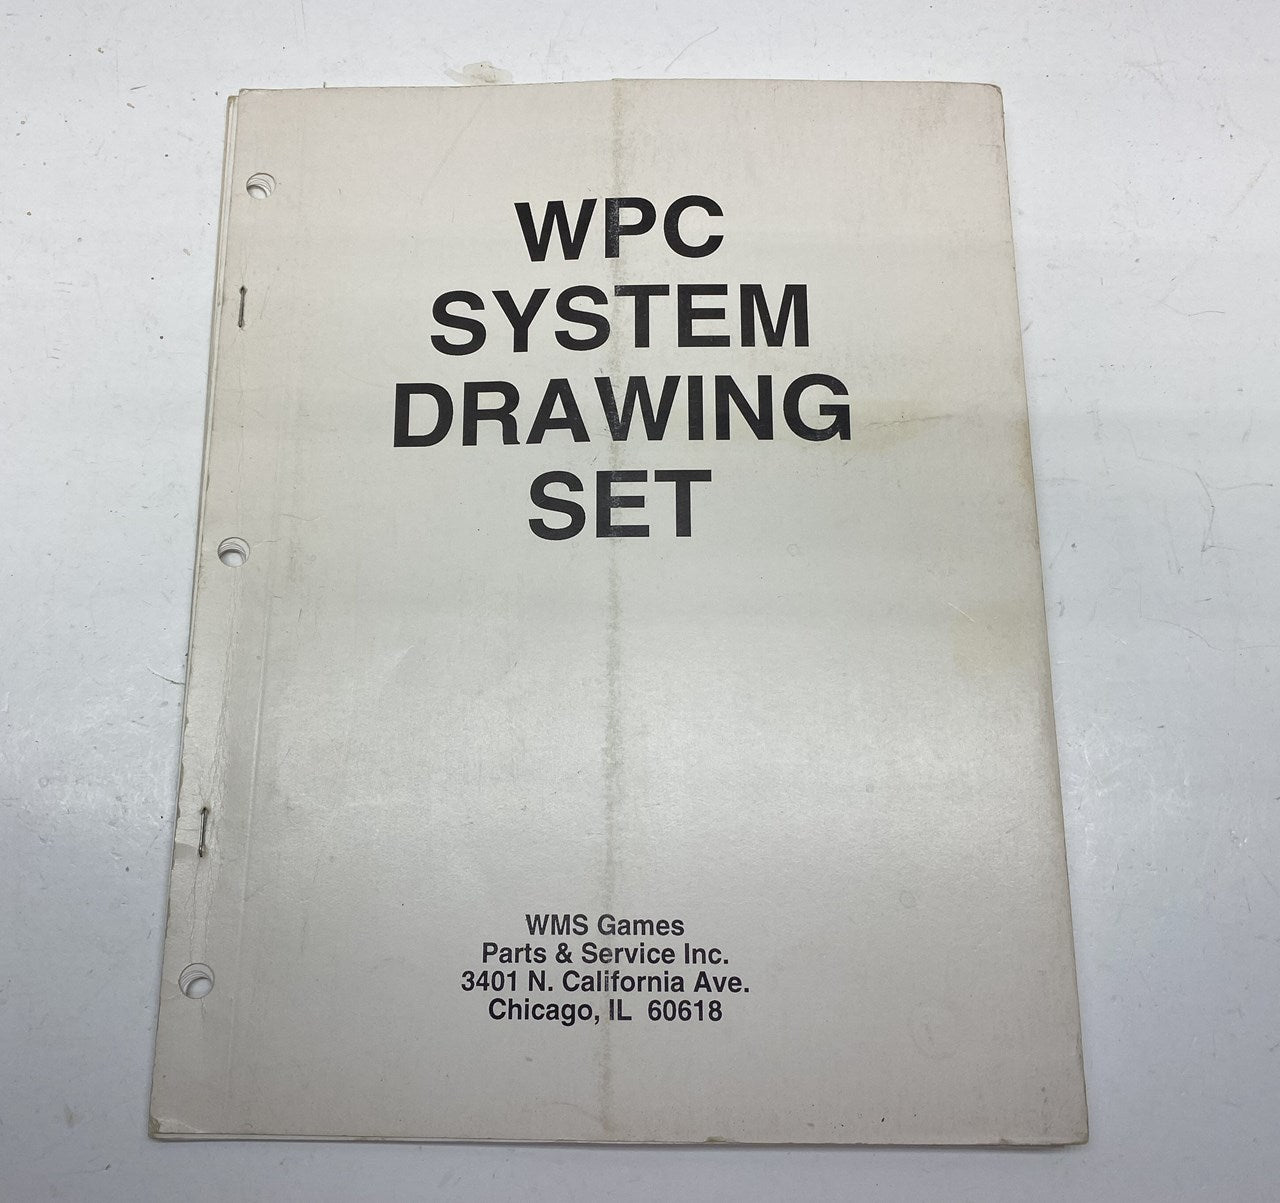 WPC
SYSTEM
DRAWING
SET
WMS Games
Parts & Service Inc.
3401 N. California Ave.
Chicago, IL 60618